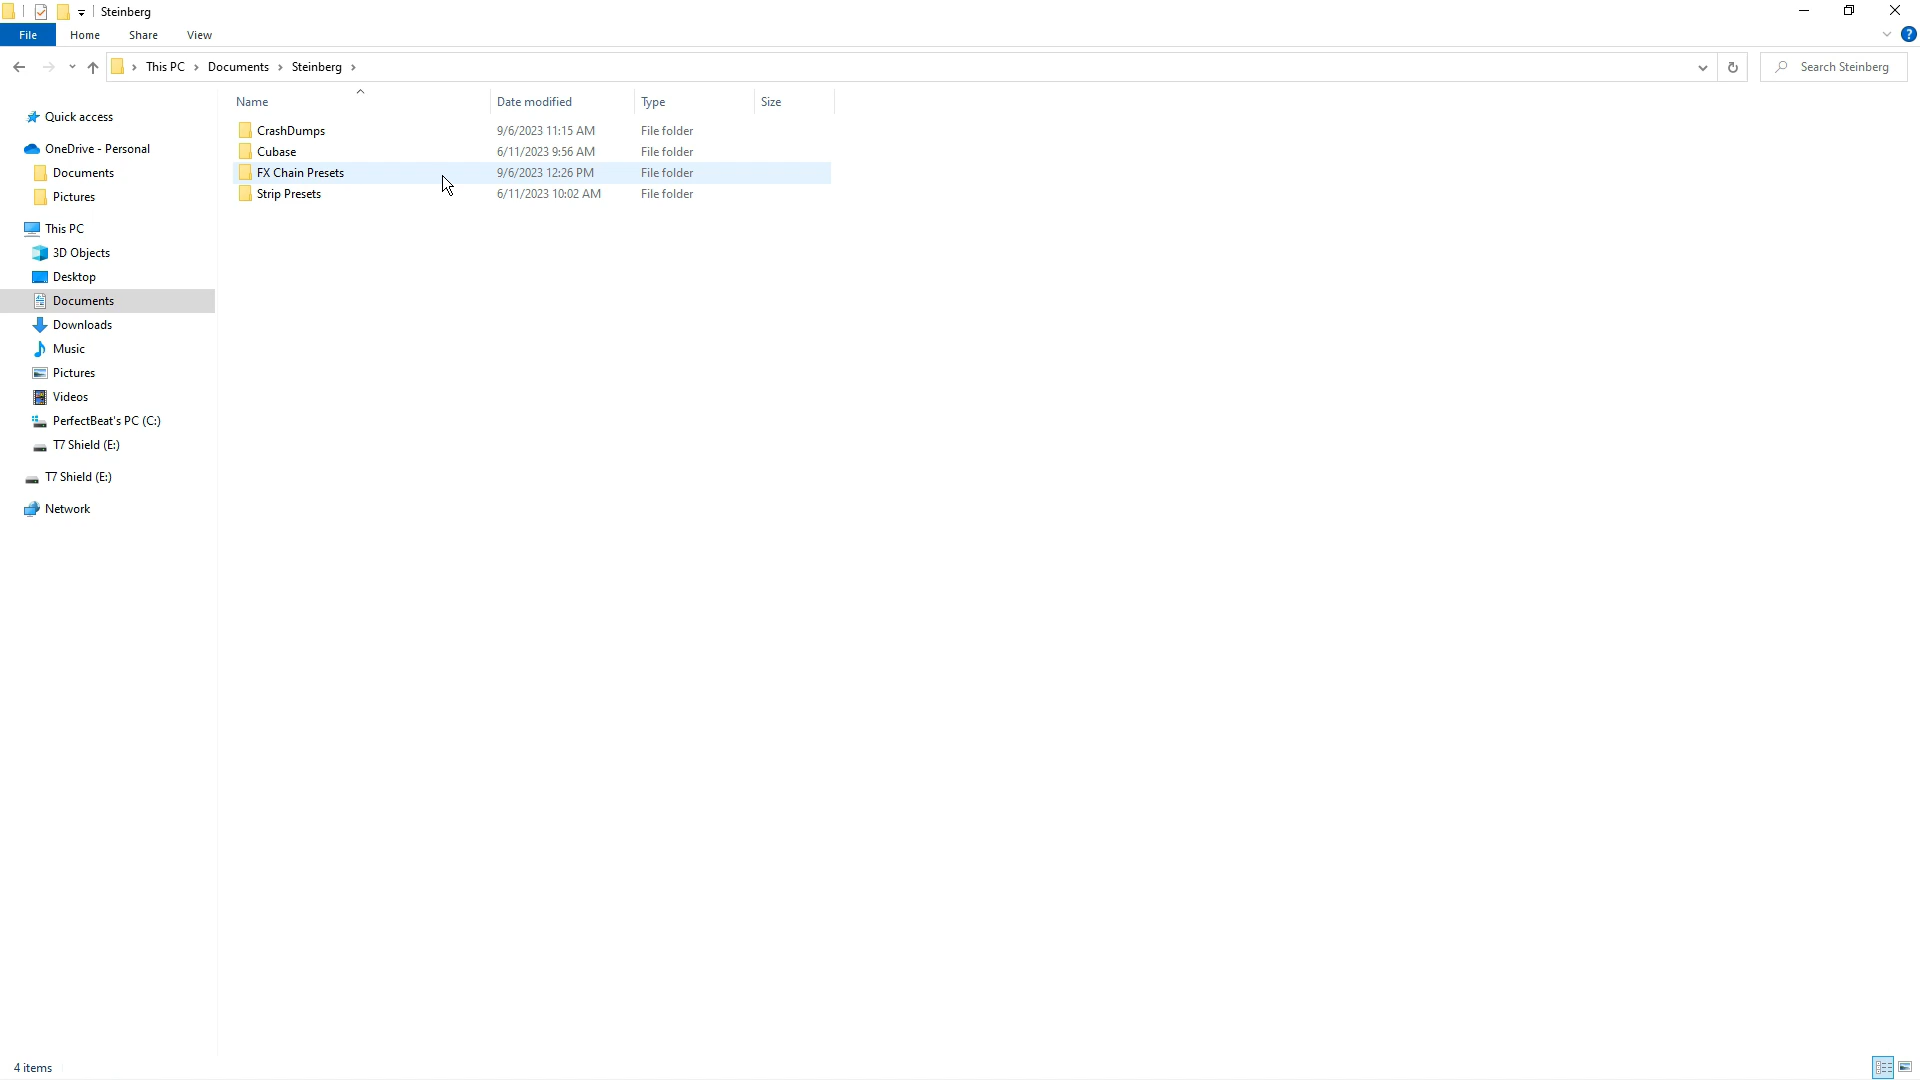 Steinberg
File Home Share View
This PC Documents Steinberg
Search Steinberg
Name Date modified Type Size
CrashDumps 9/6/2023 11:15 AM File folder
Cubase 6/11/2023 9:56 AM File folder
FX Chain Presets 9/6/2023 12:26 PM File folder
Strip Presets 6/11/2023 10:02 AM File folder
Quick access
OneDrive - Personal
Documents
Pictures
This PC
3D Objects
Desktop
Documents
Downloads
Music
Pictures
Videos
PerfectBeat's PC (C:)
T7 Shield (E:)
T7 Shield (E:)
Network
4 items